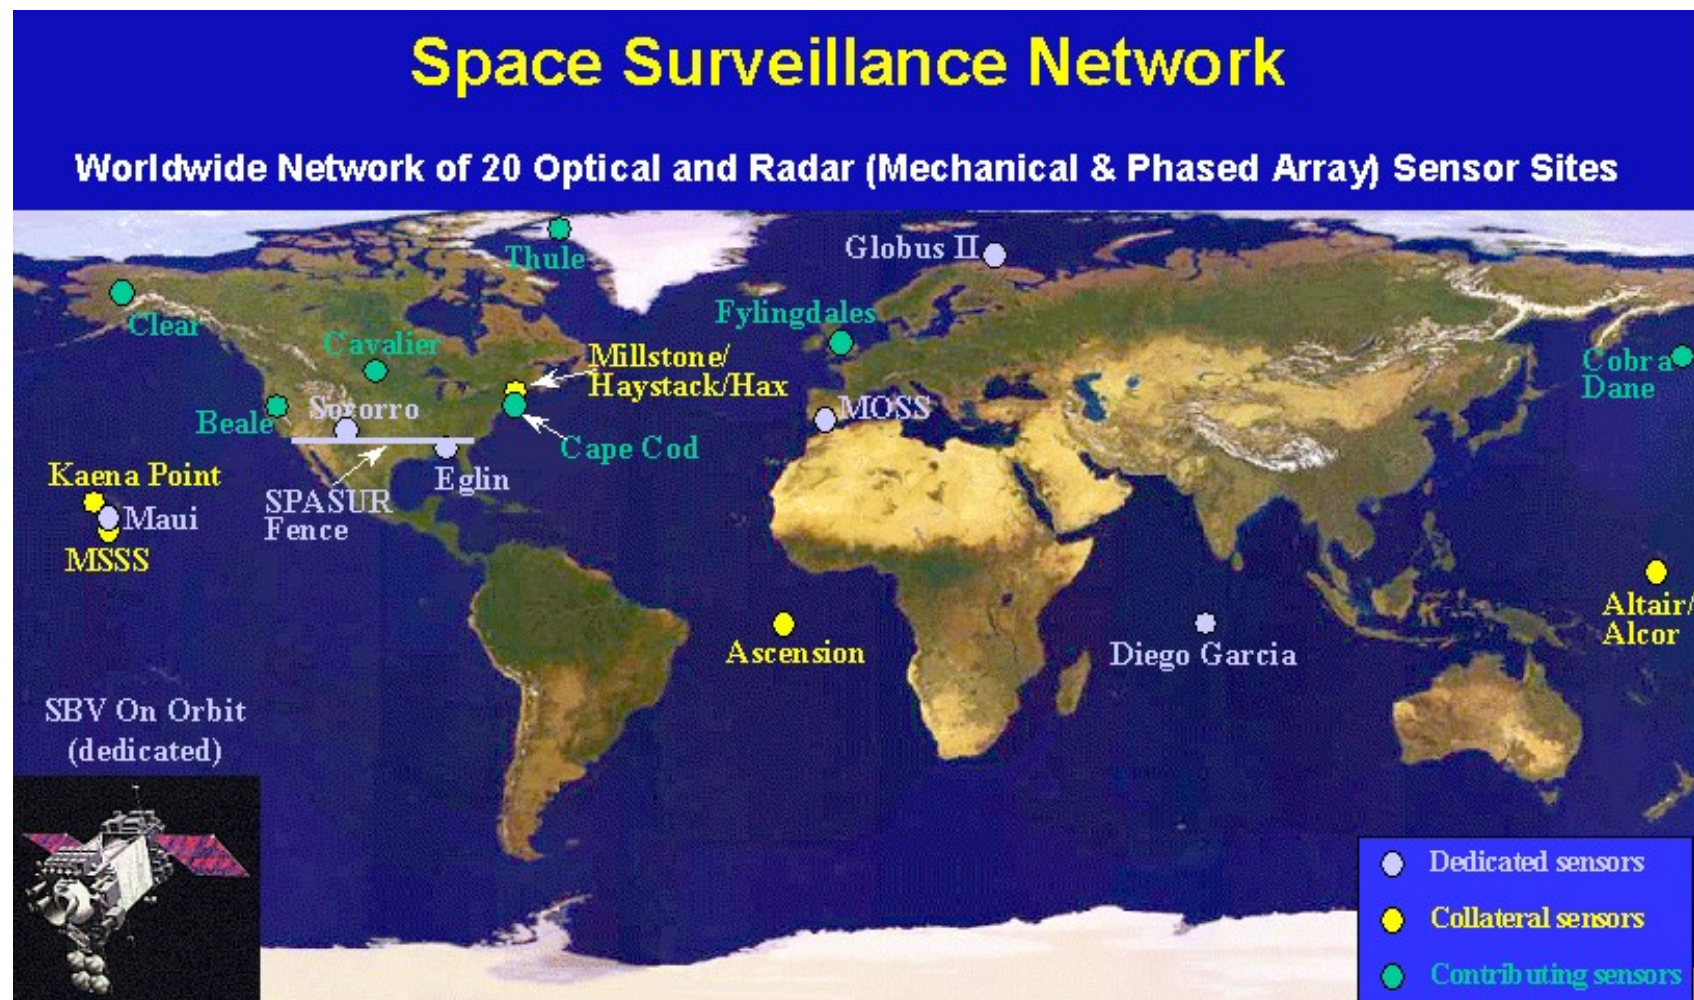 Space Surveillance Network
Worldwide Network of 20 Optical and Radar (Mechanical & Phased Array) Sensor Sites
Thule
Globus II
Clear
Cavalier
Fylingdales
Millstone/
Haystack/Hax
Cobra
Dane
Beale
Socorro
MOSS
Cape Cod
Kaena Point
Eglin
SPASUR
Fence
Maui
MSSS
Altair/
Alcor
Ascension
Diego Garcia
SBV On Orbit
(dedicated)
Dedicated sensors
Collateral sensors
Contributing sensors